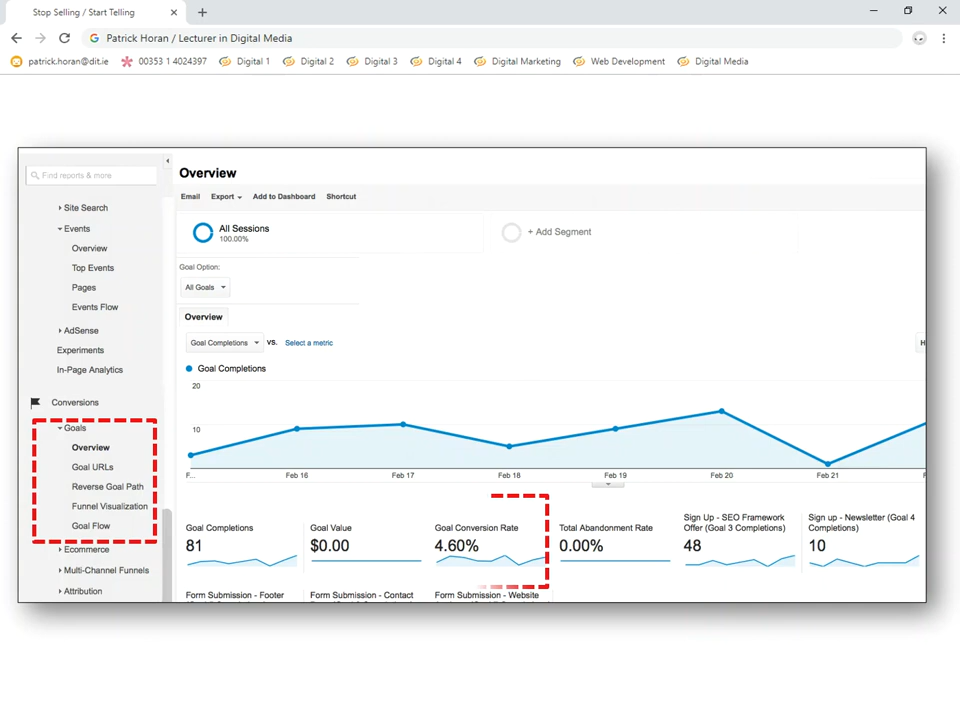 Stop Selling / Start Telling
Patrick Horan / Lecturer in Digital Media
patrick.horan@dit.ie 00353 1 4024397 Digital 1 Digital 2 Digital 3 Digital 4 Digital Marketing Web Development Digital Media
Find reports & more
Site Search
Events
Overview
Top Events
Pages
Events Flow
AdSense
Experiments
In-Page Analytics
Conversions
Goals
Overview
Goal URLs
Reverse Goal Path
Funnel Visualization
Goal Flow
Ecommerce
Multi-Channel Funnels
Attribution
Overview
Email Export Add to Dashboard Shortcut
All Sessions
100.00%
+ Add Segment
Goal Option:
All Goals
Overview
Goal Completions VS. Select a metric
H
Goal Completions
20
10
F... Feb 16 Feb 17 Feb 18 Feb 19 Feb 20 Feb 21
Goal Completions
81
Goal Value
$0.00
Goal Conversion Rate
4.60%
Total Abandonment Rate
0.00%
Sign Up - SEO Framework
Offer (Goal 3 Completions)
48
Sign up - Newsletter (Goal 4
Completions)
10
Form Submission - Footer
Form Submission - Contact
Form Submission - Website